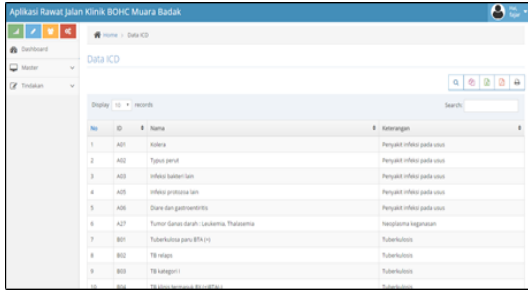 Aplikasi Rawat Jalan Klinik BOHC Muara Badak
Home > Data ICD
Dashboard
Master
Tindakan
Data ICD
Display 10 records
Search:
No ID Nama Keterangan
1 A01 Kolera Penyakit infeksi pada usus
2 A02 Typus perut Penyakit infeksi pada usus
3 A03 Infeksi bakteri lain Penyakit infeksi pada usus
4 A05 Infeksi protozoa lain Penyakit infeksi pada usus
5 A06 Diare dan gastroentritis Penyakit infeksi pada usus
6 A27 Tumor Ganas darah : Leukemia, Thalasemia Neoplasma keganasan
7 B01 Tuberkulosa paru BTA (+) Tuberkulosis
8 B02 TB relaps Tuberkulosis
9 B03 TB kategori I Tuberkulosis
10 B04 TB klinis Tuberkulosis